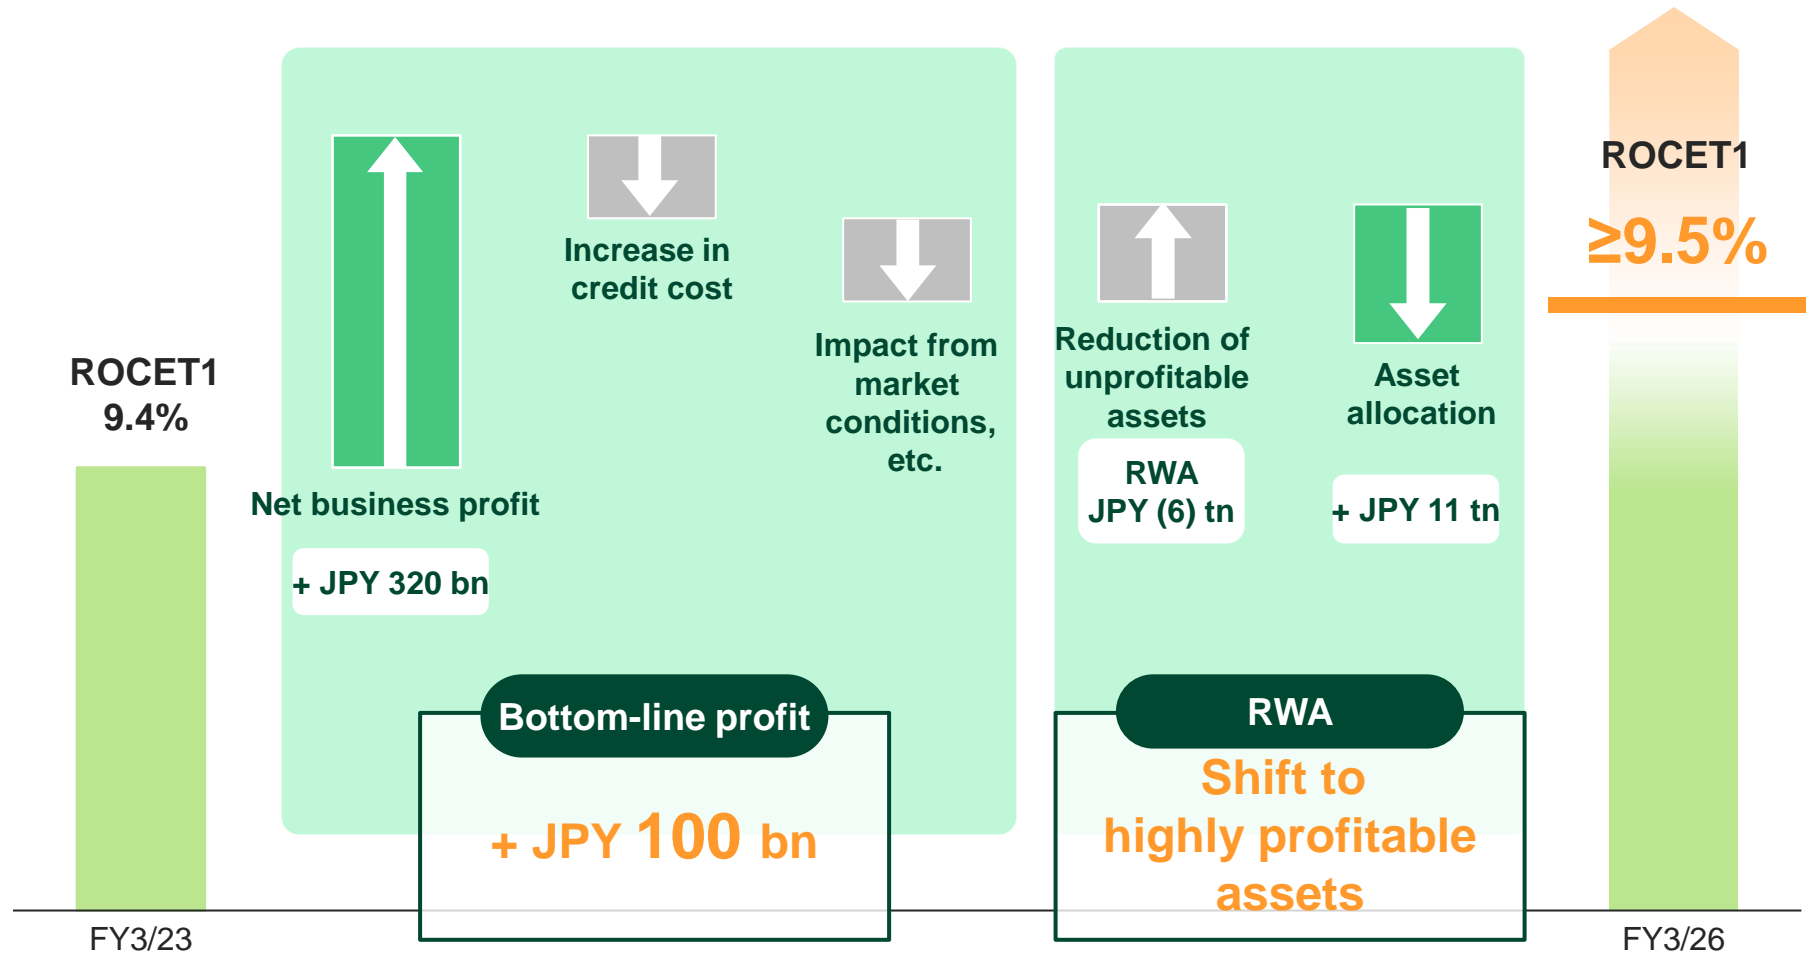 ROCET1
9.4%
FY3/23
Net business profit
+ JPY 320 bn
Increase in
credit cost
Impact from
market
conditions,
etc.
Bottom-line profit
+ JPY 100 bn
Reduction of
unprofitable
assets
RWA
JPY (6) tn
Asset
allocation
+ JPY 11 tn
RWA
Shift to
highly profitable
assets
ROCET1
≥9.5%
FY3/26